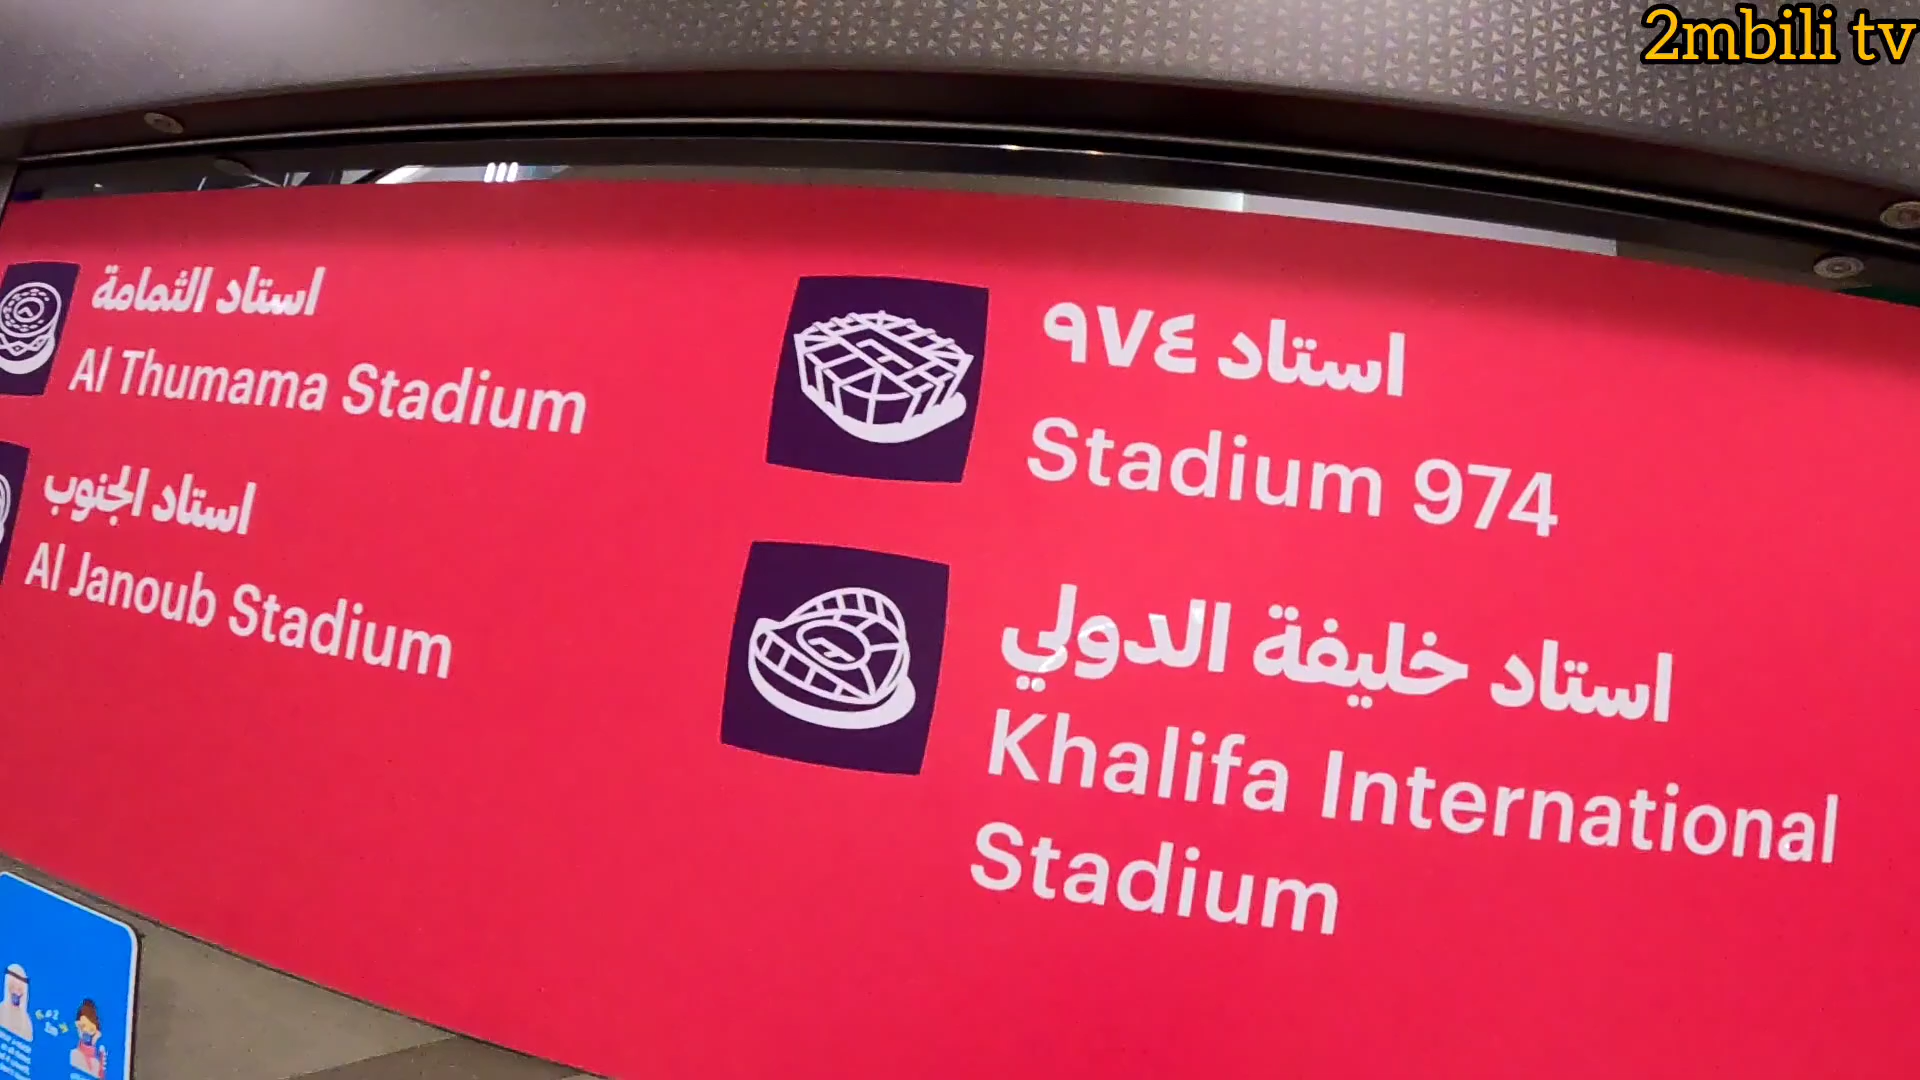 2mbili tv
استاد الثمامة
Al Thumama Stadium
استاد الجنوب
Al Janoub Stadium
استاد ٩٧٤
Stadium 974
استاد خليفة الدولي
Khalifa International
Stadium